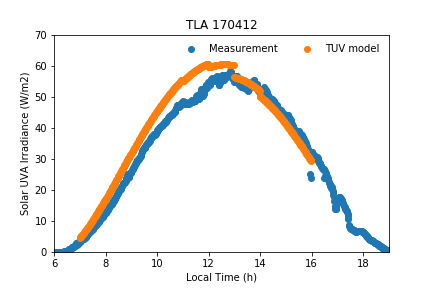 TLA 170412
Measurement TUV model
Solar UVA Irradiance (W/m2)
70
60
50
40
30
20
10
0
6 8 10 12 14 16 18
Local Time (h)